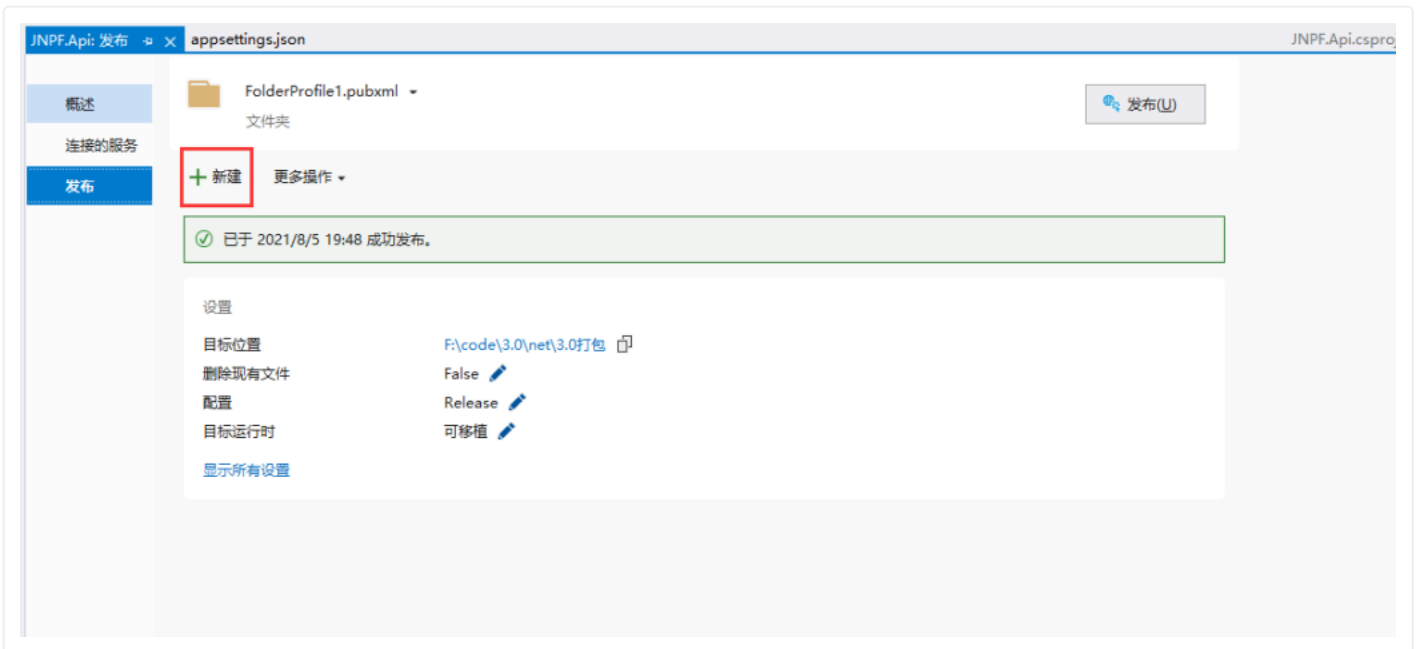 JNPF.Api: 发布 appsettings.json JNPF.Api.csproj
FolderProfile1.pubxml
文件夹
发布(U)
概述
连接的服务
发布
新建 更多操作
已于 2021/8/5 19:48 成功发布。
设置
目标位置 F:\code\3.0\net\3.0打包
删除现有文件 False
配置 Release
目标运行时 可移植
显示所有设置